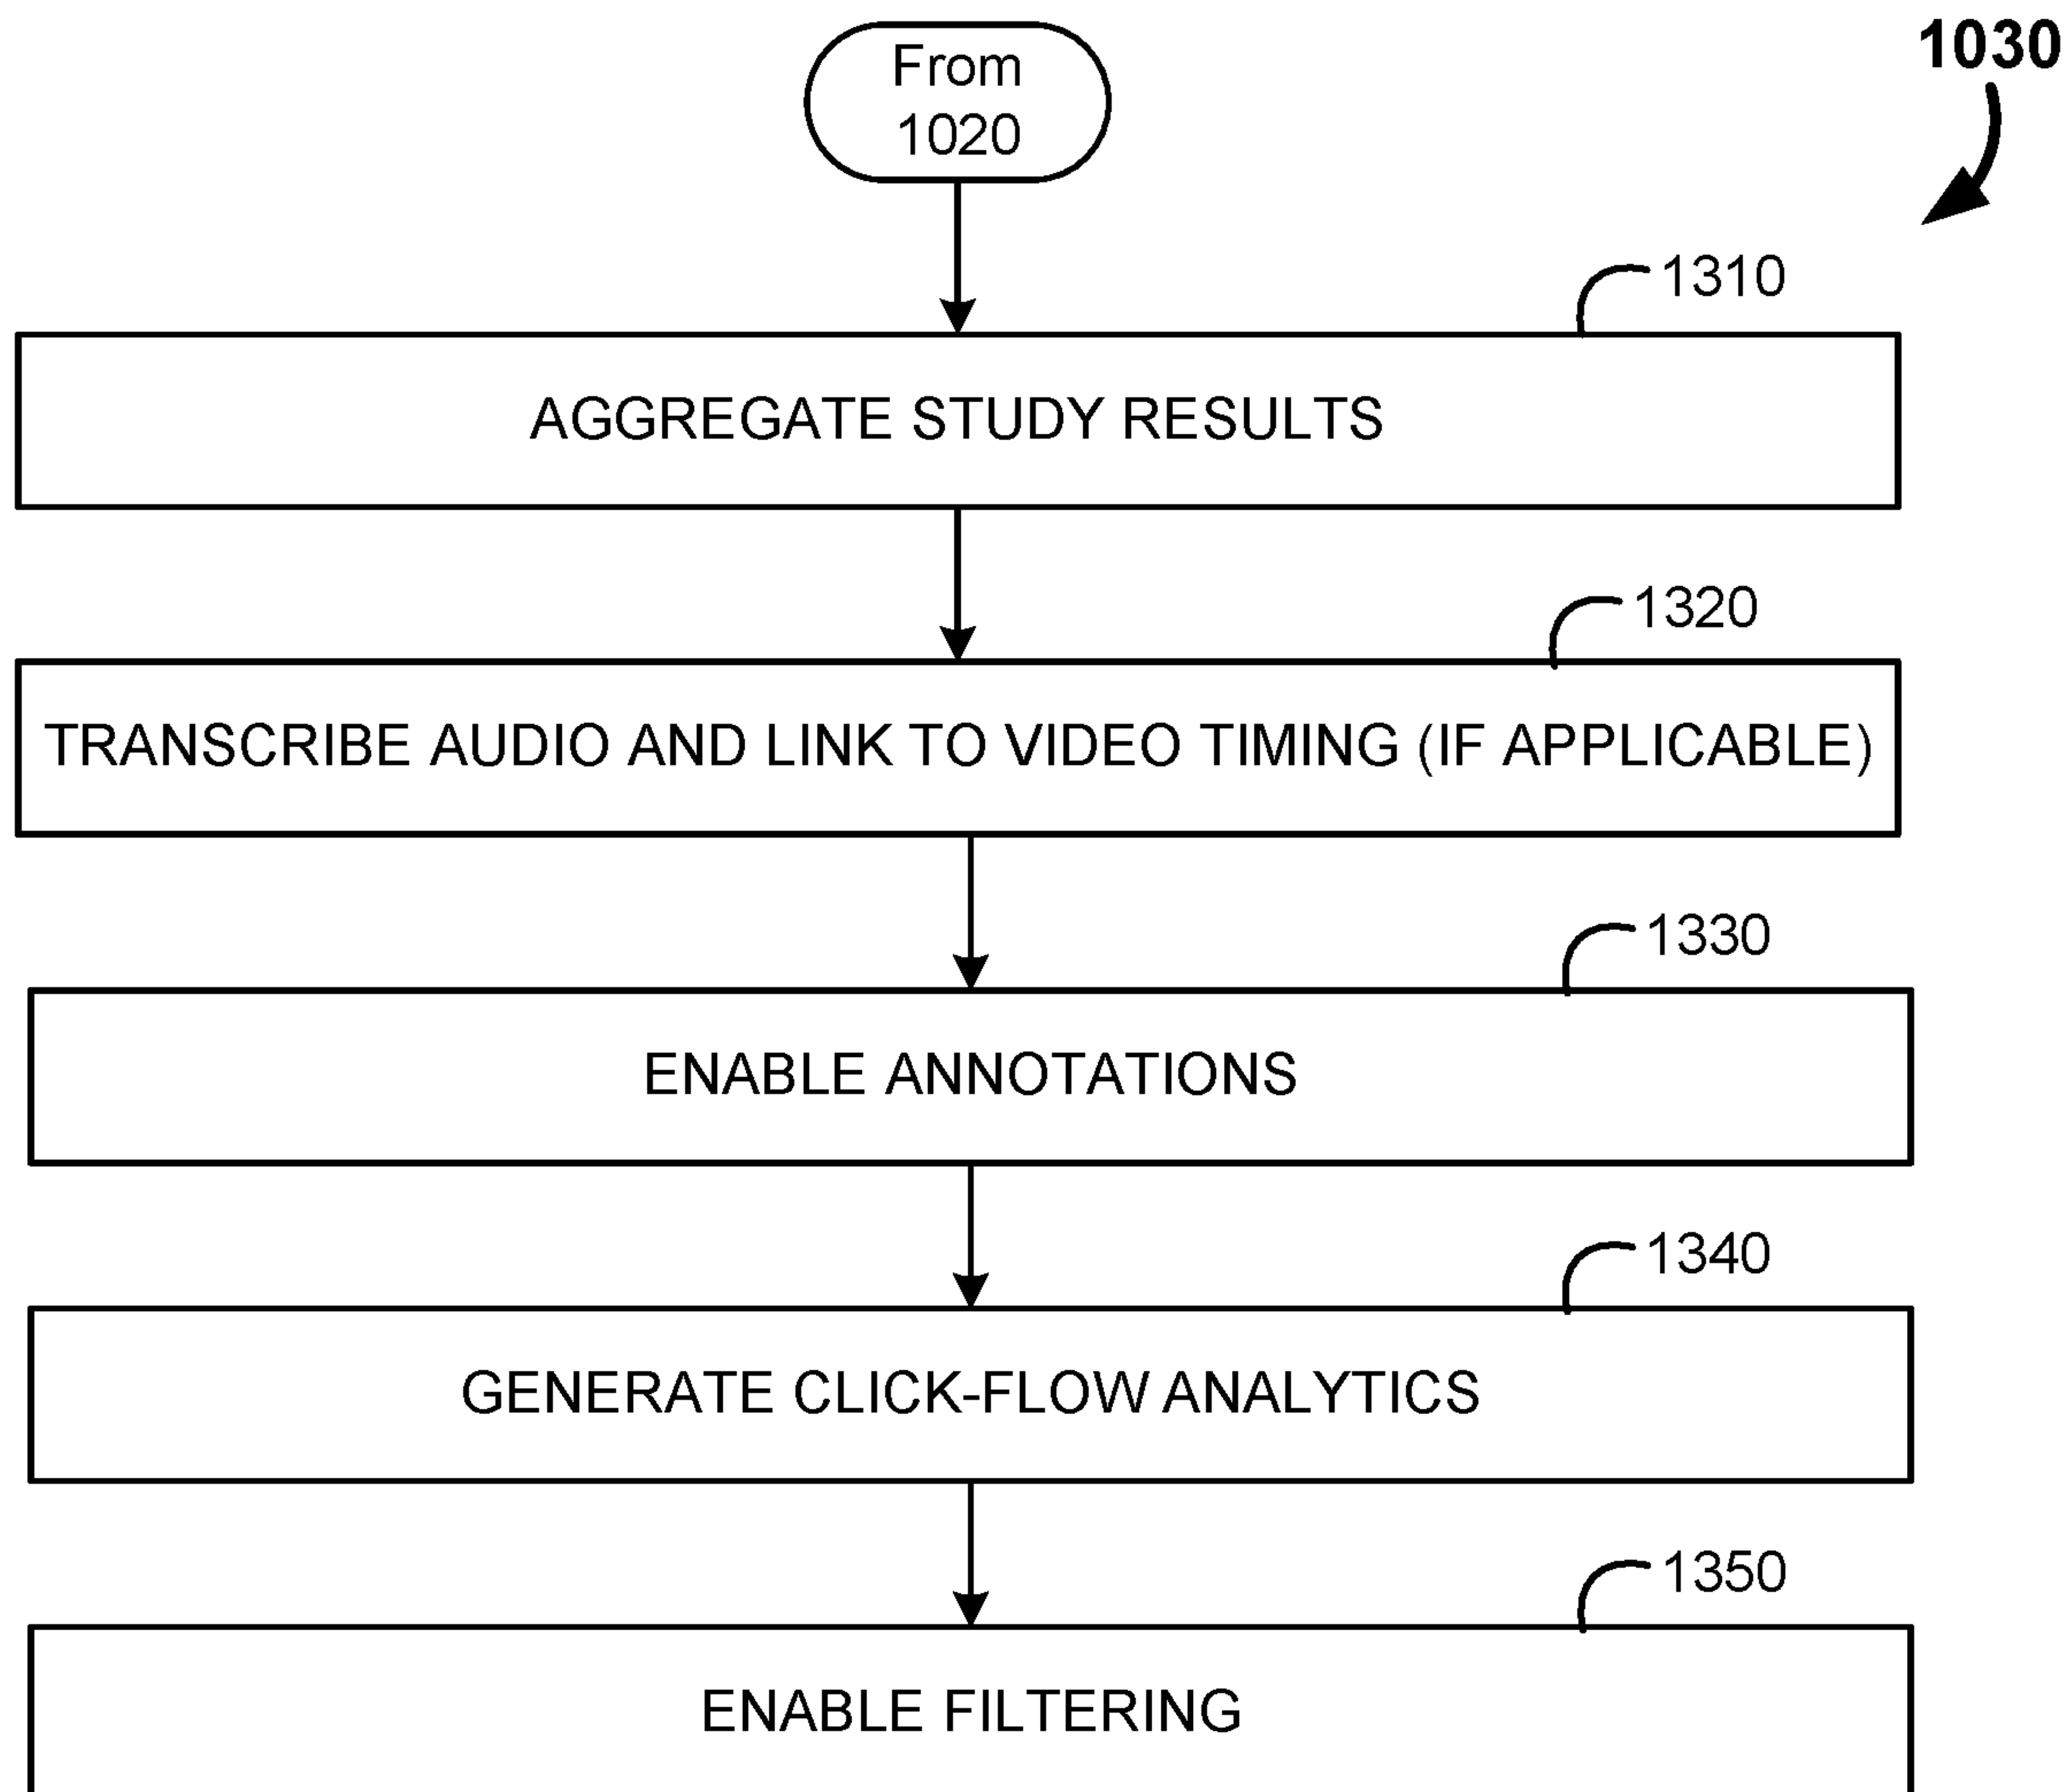 From
1020
1030
1310
AGGREGATE STUDY RESULTS
1320
TRANSCRIBE AUDIO AND LINK TO VIDEO TIMING (IF APPLICABLE)
1330
ENABLE ANNOTATIONS
1340
GENERATE CLICK-FLOW ANALYTICS
1350
ENABLE FILTERING